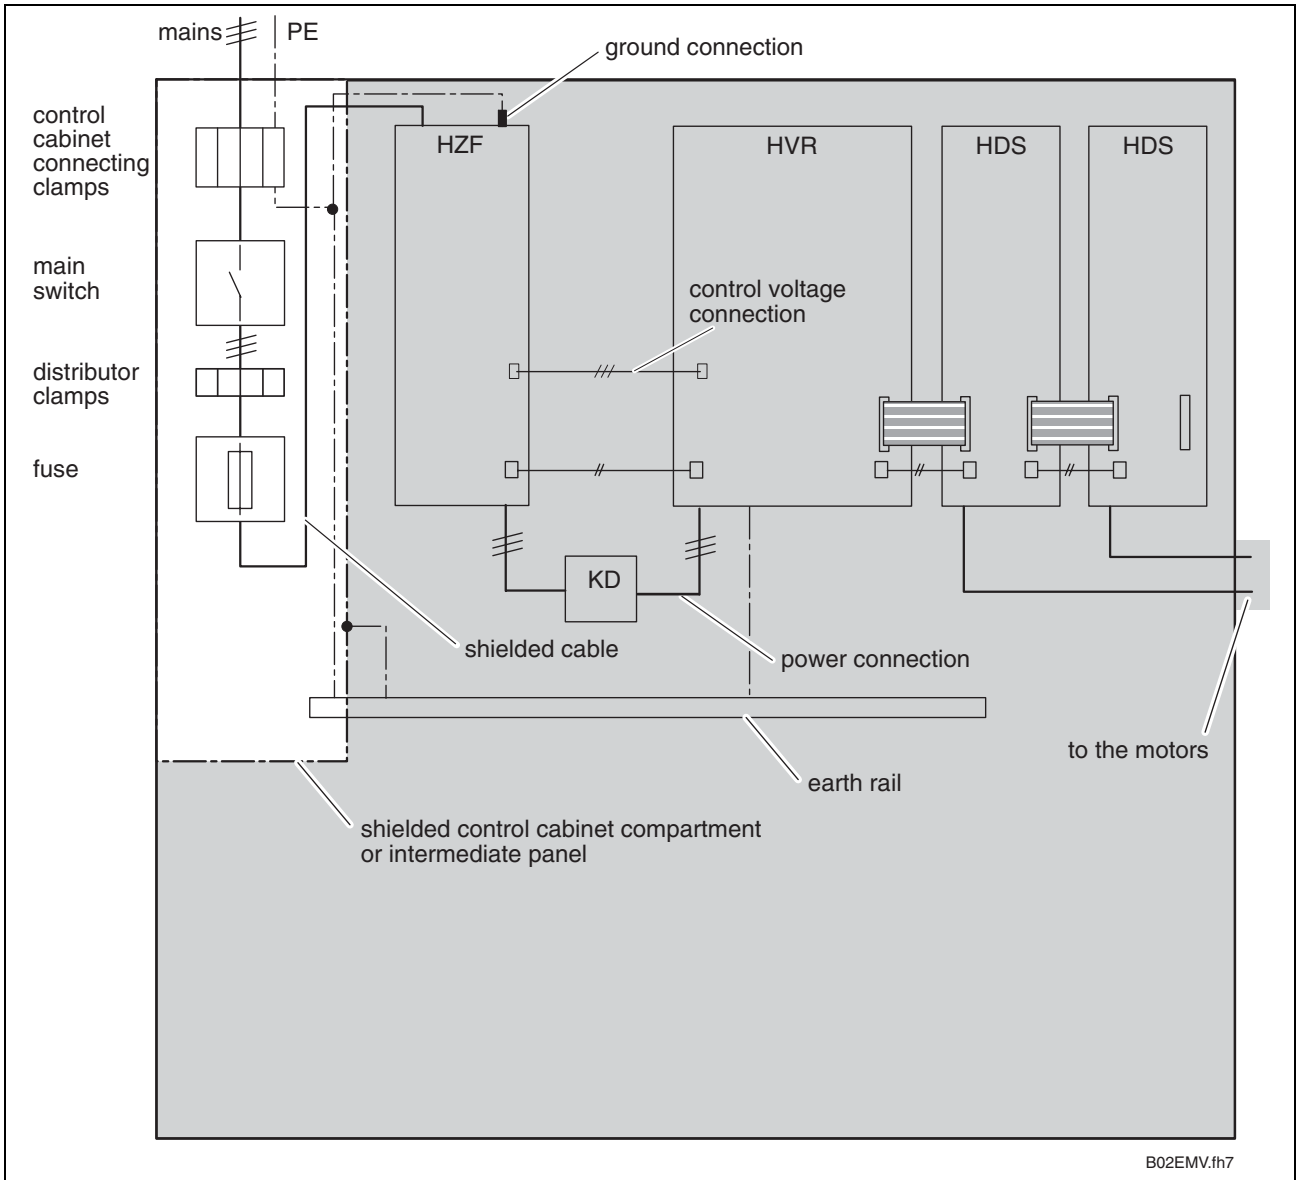 mains
PE
ground connection
control
cabinet
connecting
clamps
HZF
HVR
HDS
HDS
main
switch
control voltage
connection
distributor
clamps
fuse
KD
shielded cable
power connection
to the motors
earth rail
shielded control cabinet compartment
or intermediate panel
B02EMV.fh7